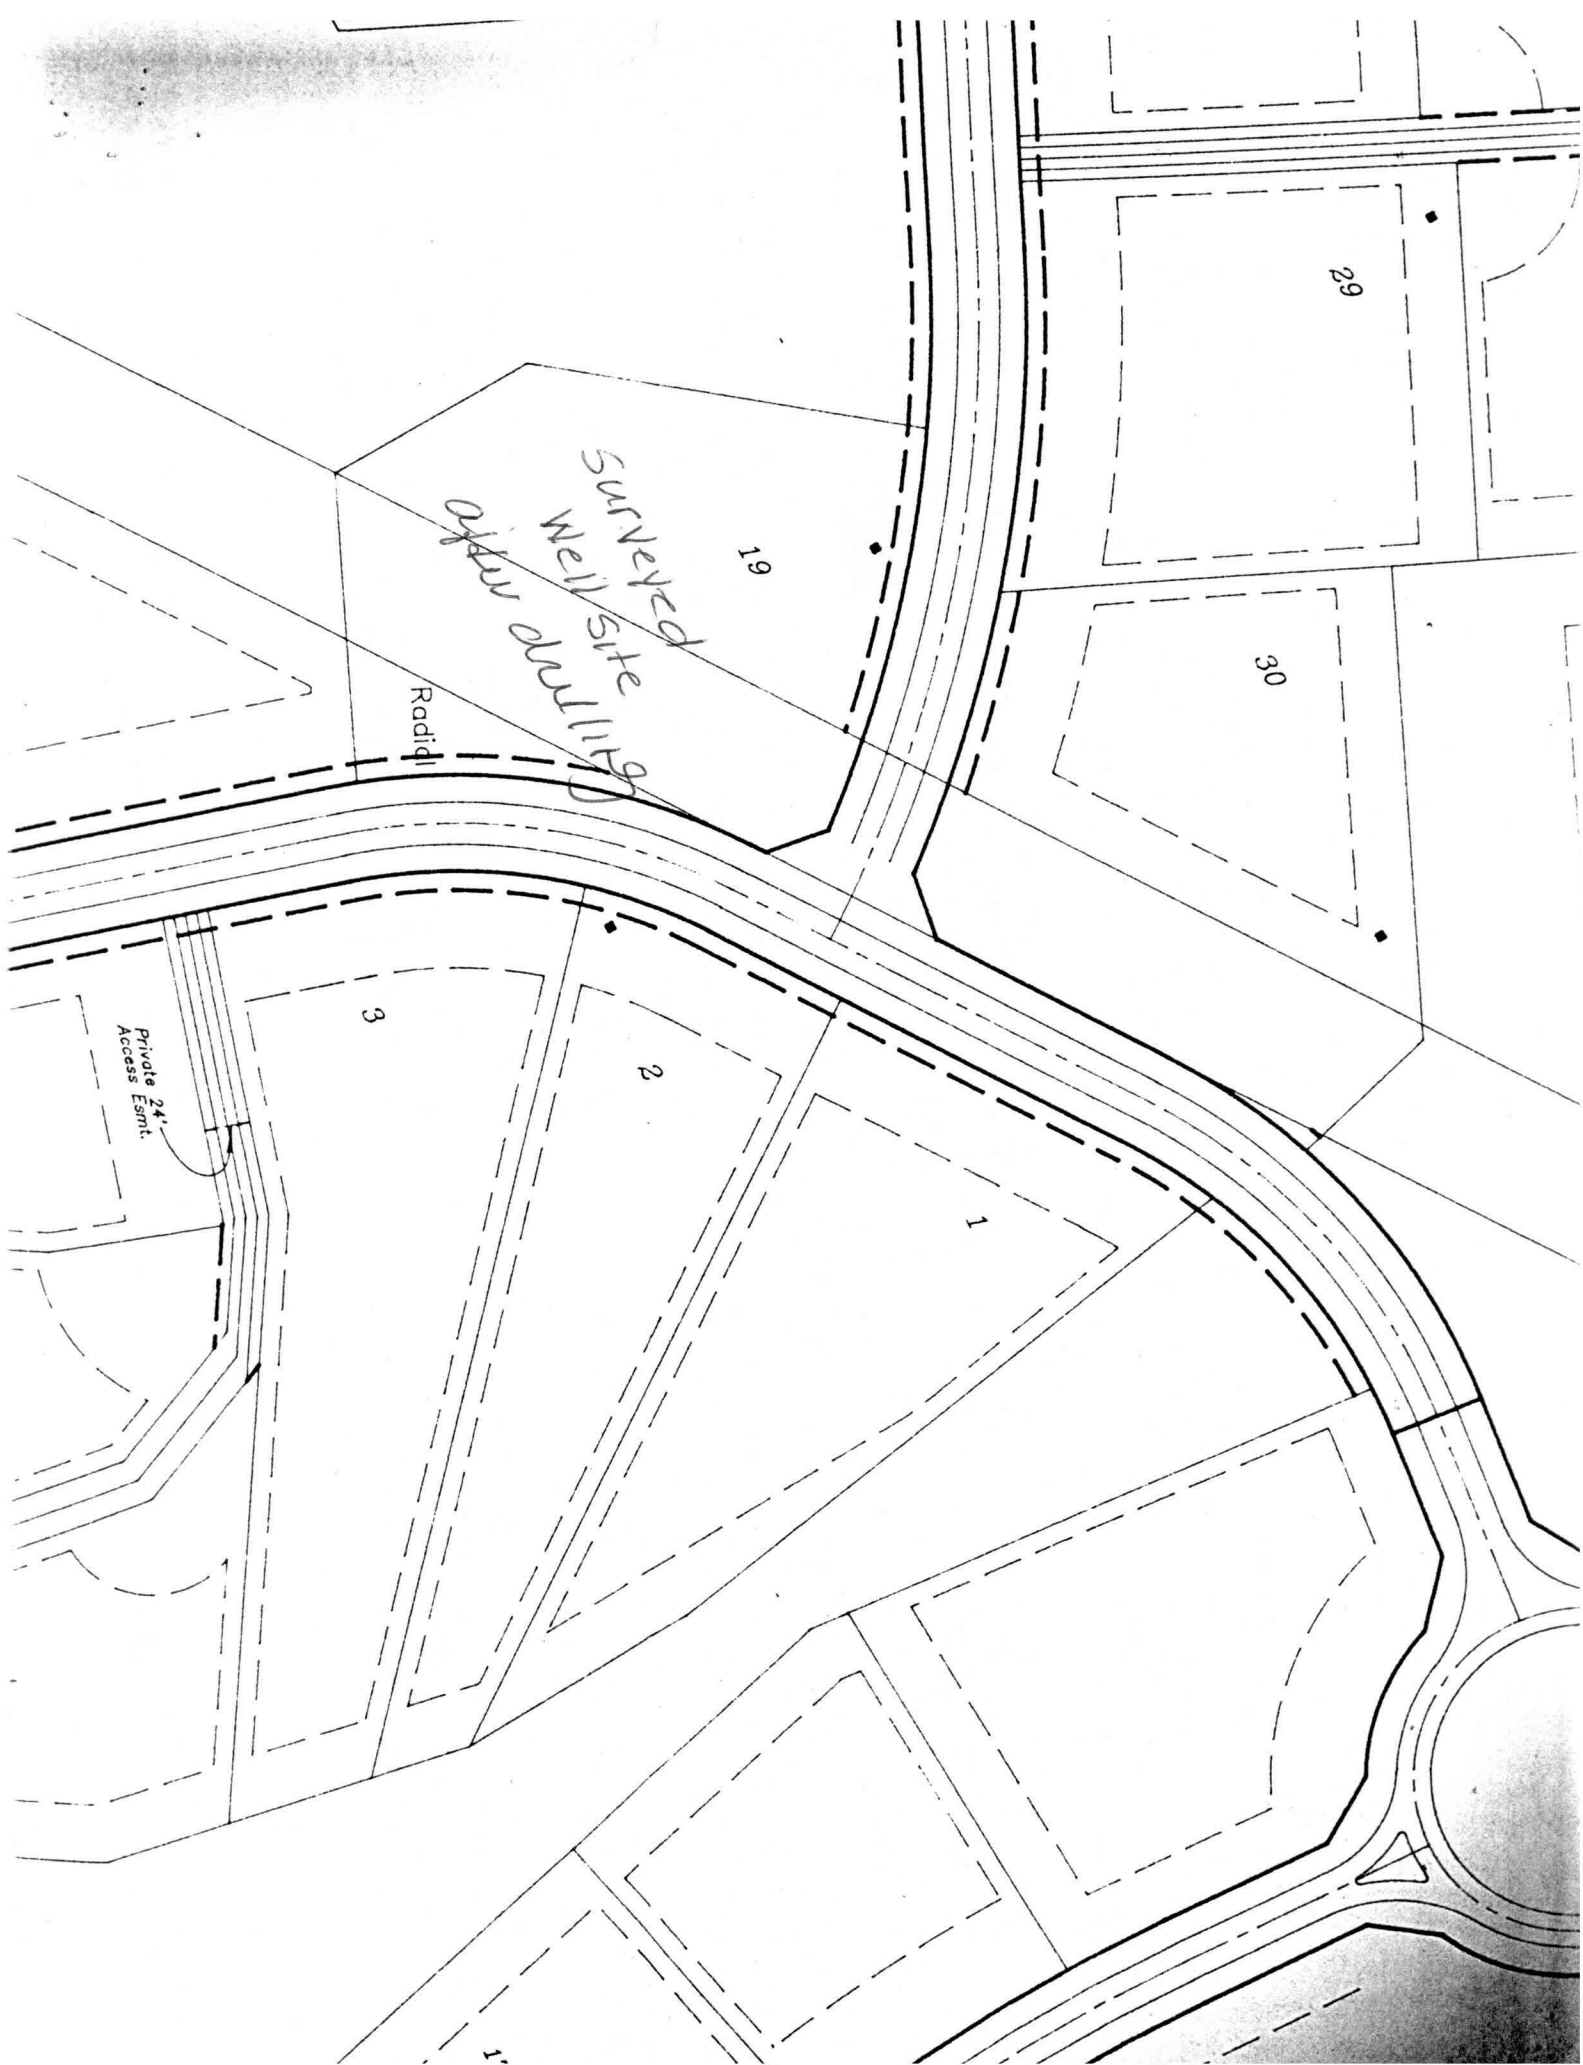 29
19
30
surveyed
well site
after drilling
Radial
3
2
1
Private 24'
Access Esmt.